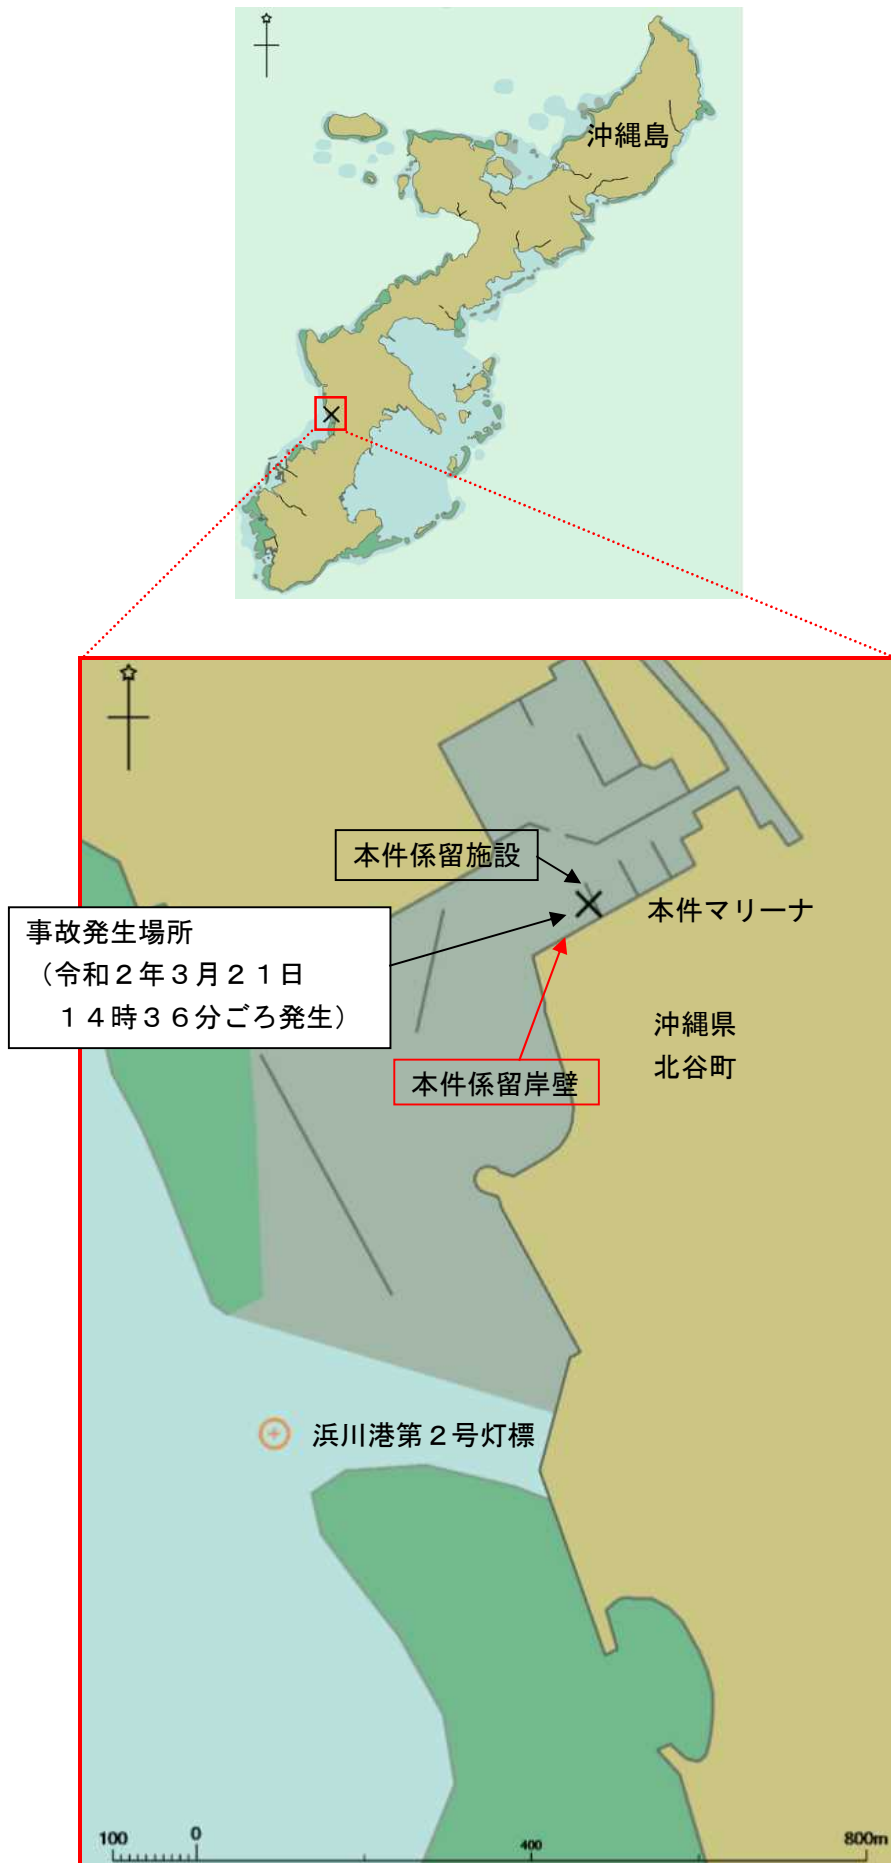 沖縄島
本件係留施設
本件マリーナ
事故発生場所
（令和２年３月２１日
１４時３６分ごろ発生）
沖縄県
北谷町
本件係留岸壁
浜川港第２号灯標
100 0 400 800m